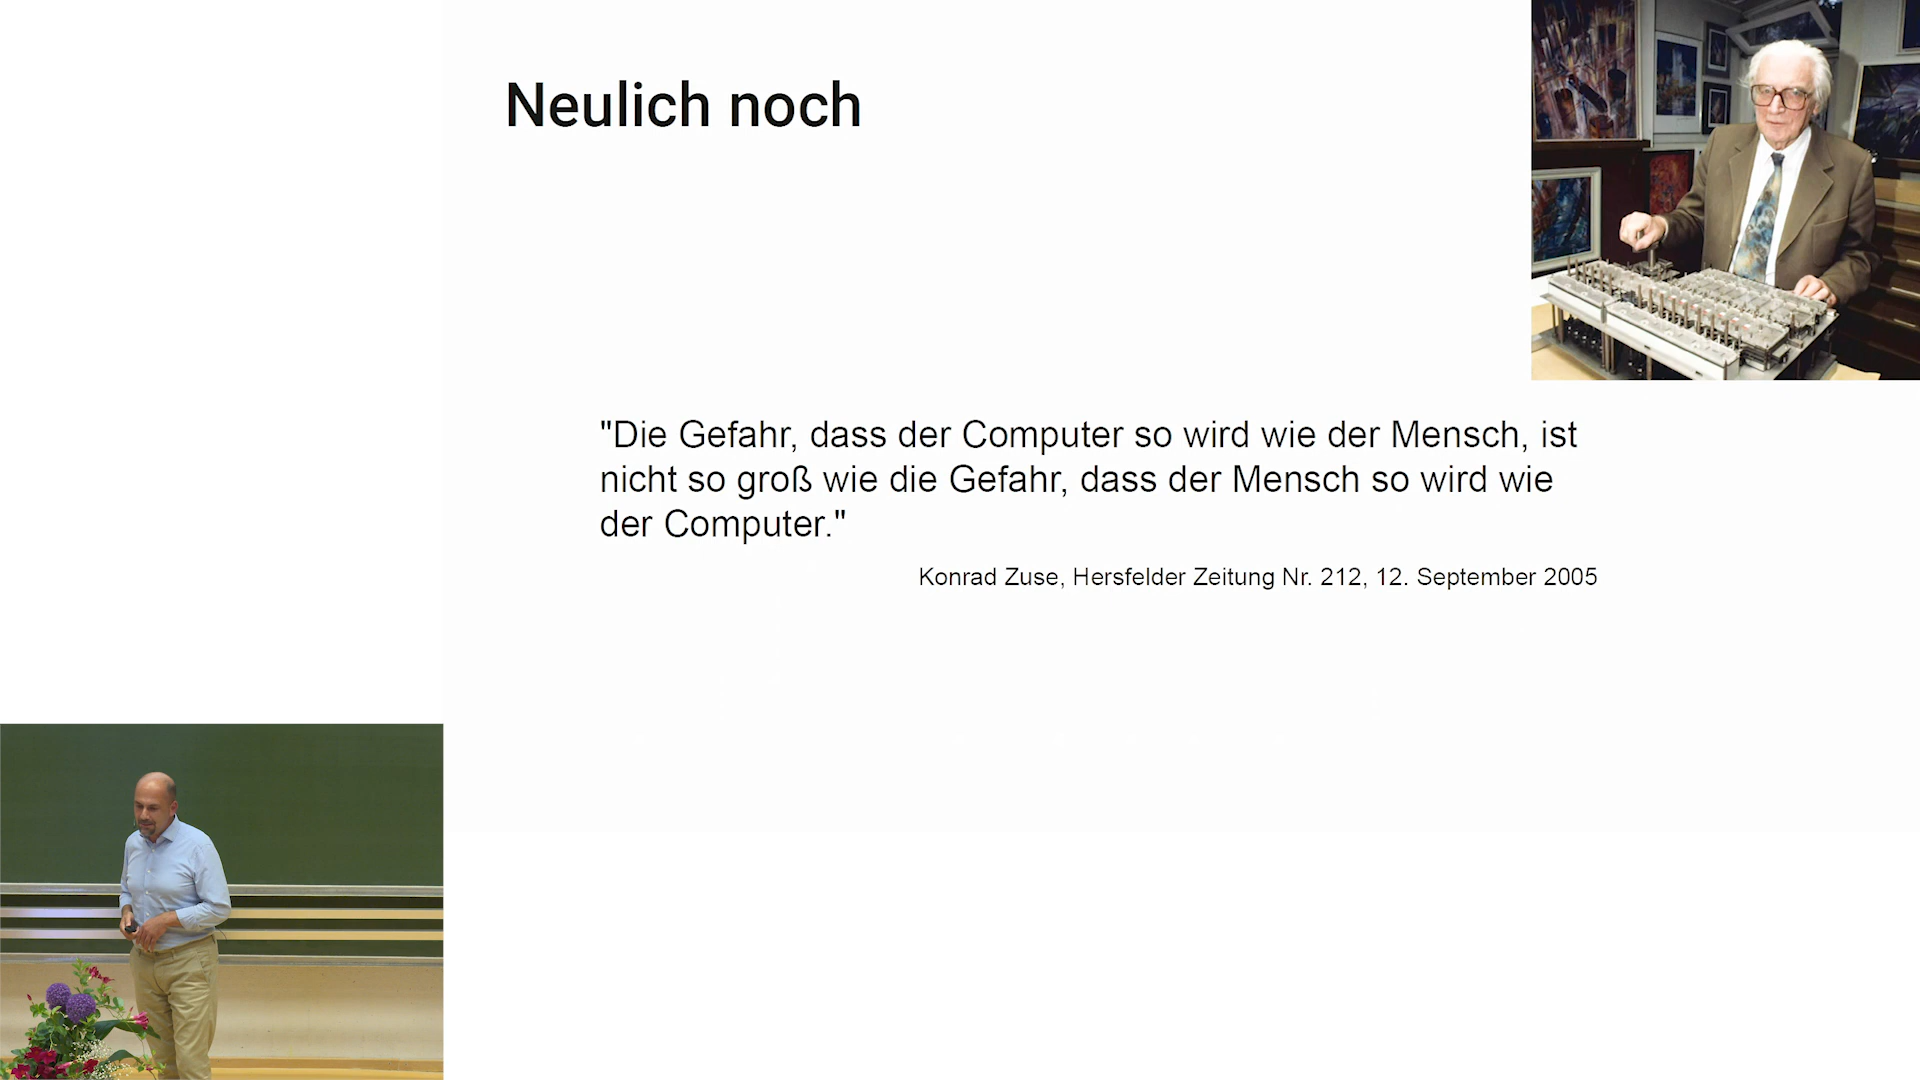 Neulich noch
"Die Gefahr, dass der Computer so wird wie der Mensch, ist
nicht so groß wie die Gefahr, dass der Mensch so wird wie
der Computer."
Konrad Zuse, Hersfelder Zeitung Nr. 212, 12. September 2005